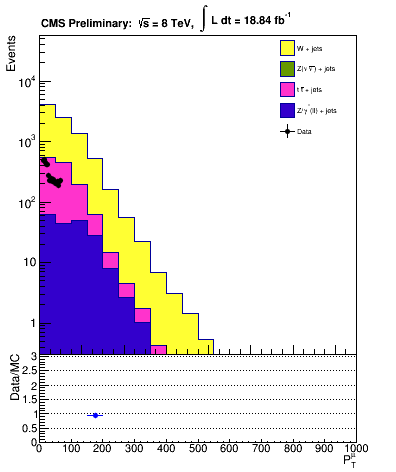 CMS Preliminary: √s = 8 TeV, ∫ L dt = 18.84 fb⁻¹
Events
10⁴
10³
10²
10
1
W + jets
Z(ν ν̄) + jets
t t̄ + jets
Z/γ*(ll) + jets
Data
Data/MC
3
2.5
2
1.5
1
0.5
0
0 100 200 300 400 500 600 700 800 900 1000
P_T^μ